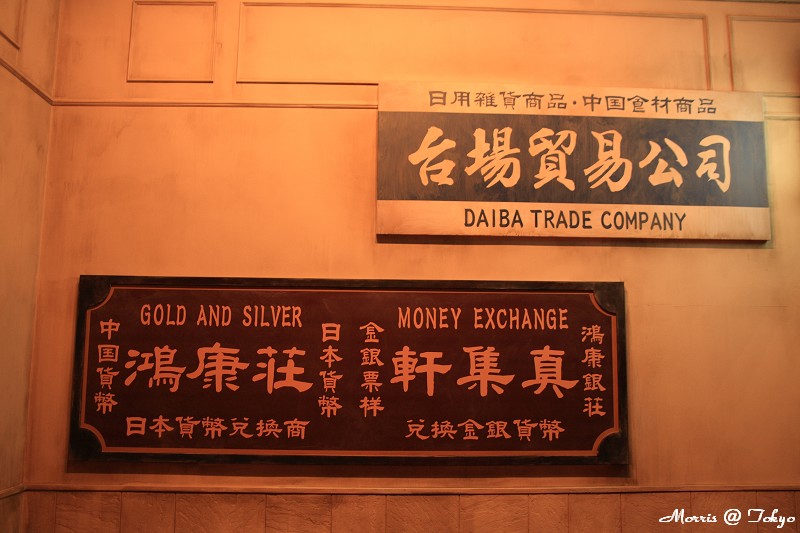 日用雑貨商品·中国食材商品
台場貿易公司
DAIBA TRADE COMPANY
GOLD AND SILVER
MONEY EXCHANGE
中国貨幣
鴻康荘
日本貨幣
金銀票様
軒集真
鴻康銀荘
日本貨幣兌換商
兌換金銀貨幣
Morris @ Tokyo